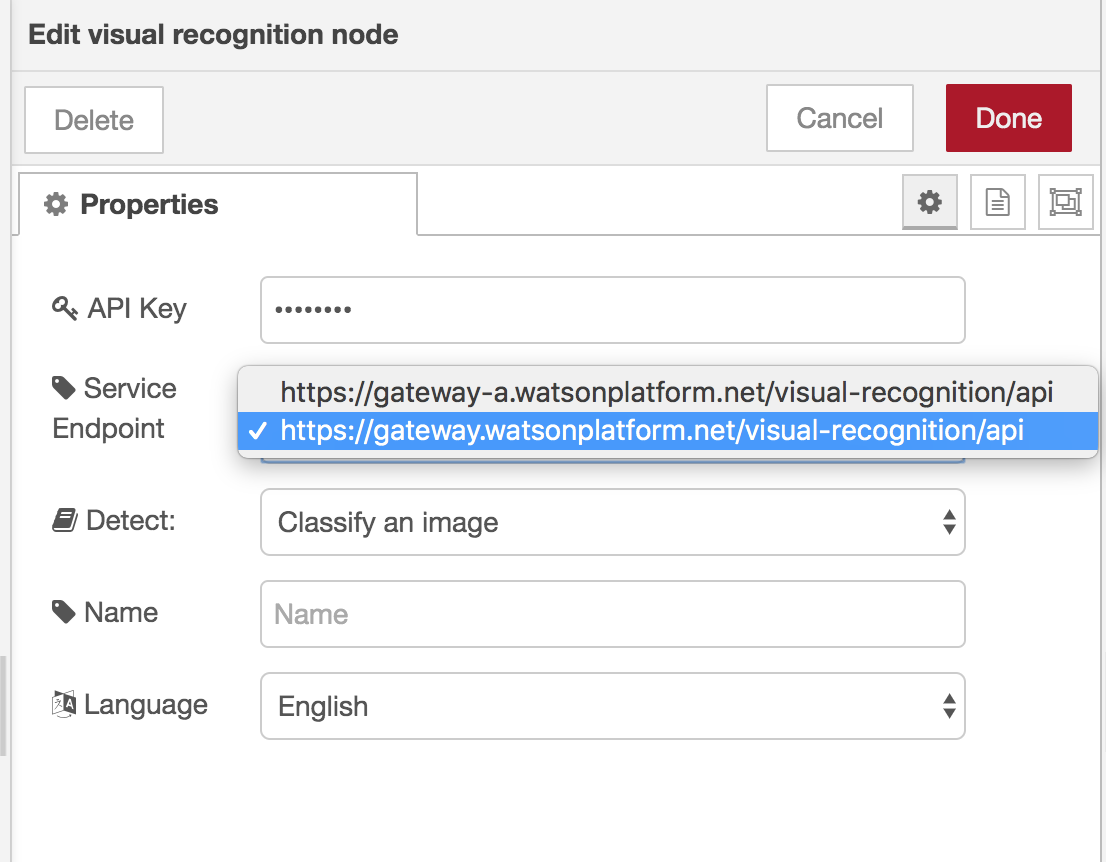 Edit visual recognition node
Delete
Cancel
Done
Properties
API Key
••••••••
Service
Endpoint
https://gateway-a.watsonplatform.net/visual-recognition/api
✓ https://gateway.watsonplatform.net/visual-recognition/api
Detect:
Classify an image
Name
Name
Language
English